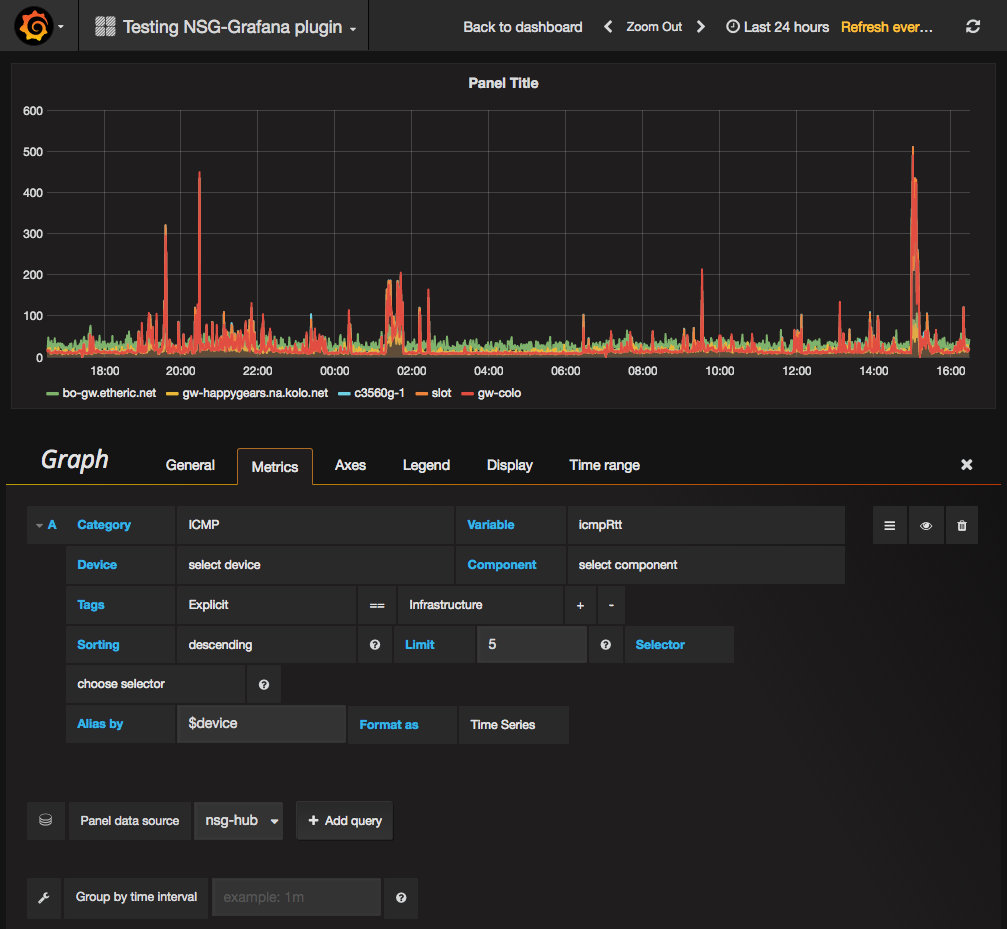 Testing NSG-Grafana plugin
Back to dashboard Zoom Out Last 24 hours Refresh ever...
Panel Title
600
500
400
300
200
100
0
18:00 20:00 22:00 00:00 02:00 04:00 06:00 08:00 10:00 12:00 14:00 16:00
bo-gw.etheric.net gw-happygears.na.kolo.net c3560g-1 slot gw-colo
Graph General Metrics Axes Legend Display Time range
A Category ICMP Variable icmpRtt
Device select device Component select component
Tags Explicit == Infrastructure + -
Sorting descending Limit 5 Selector
choose selector
Alias by $device Format as Time Series
Panel data source nsg-hub + Add query
Group by time interval example: 1m